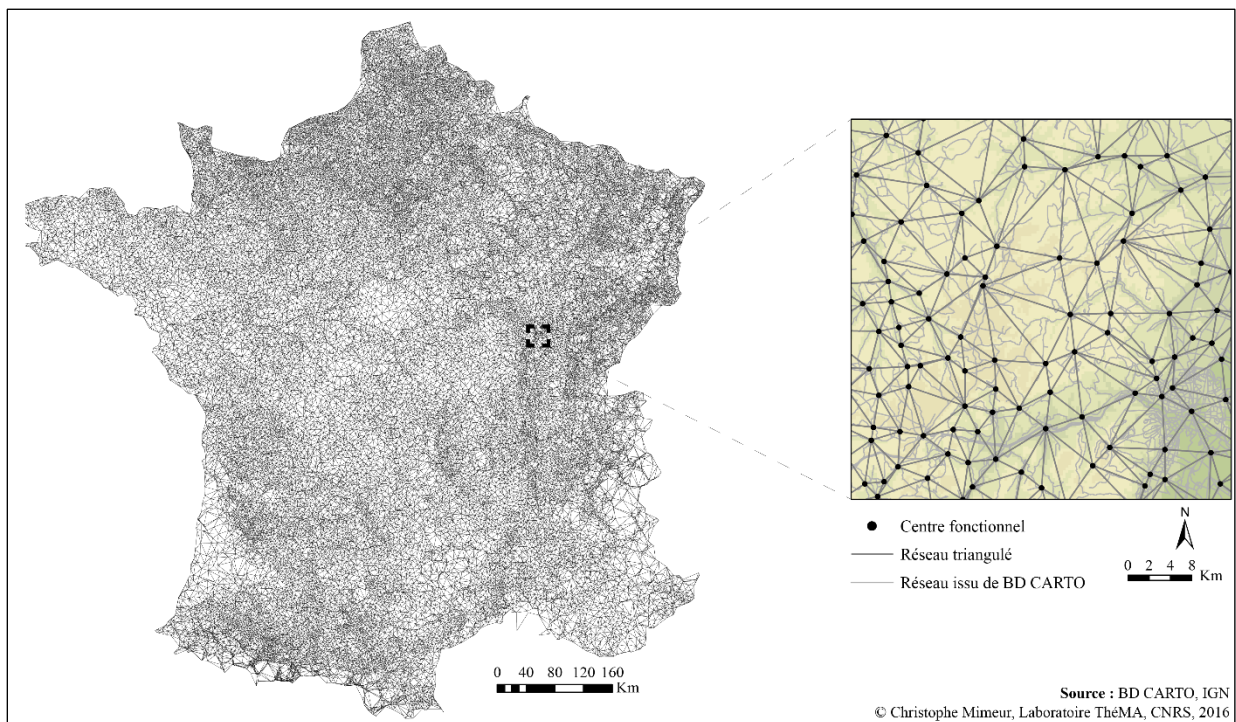 Centre fonctionnel
Réseau triangulé
Réseau issu de BD CARTO
N
0 2 4 6 8
Km
0 40 80 120 160
Km
Source : BD CARTO, IGN
© Christophe Mimeur, Laboratoire ThéMA, CNRS, 2016